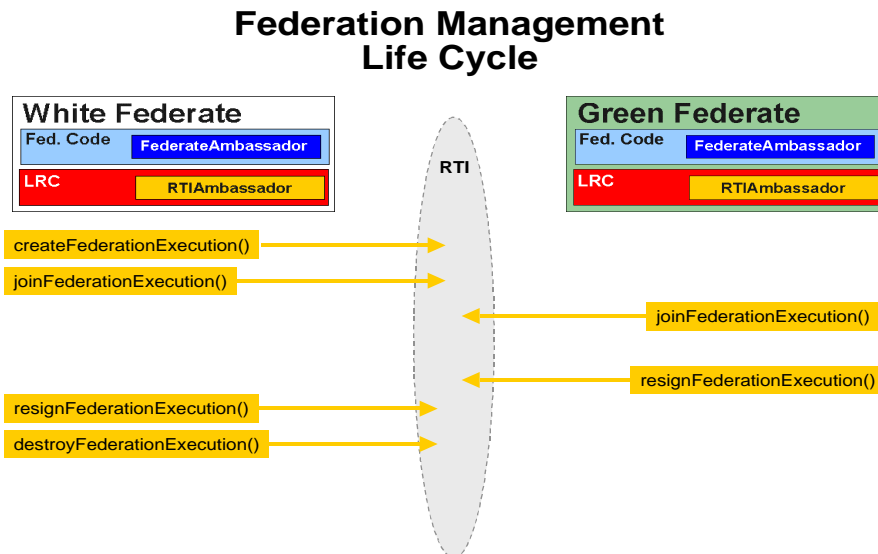 Federation Management
Life Cycle
White Federate
Fed. Code
FederateAmbassador
LRC
RTIAmbassador
RTI
Green Federate
Fed. Code
FederateAmbassador
LRC
RTIAmbassador
createFederationExecution()
joinFederationExecution()
joinFederationExecution()
resignFederationExecution()
resignFederationExecution()
destroyFederationExecution()